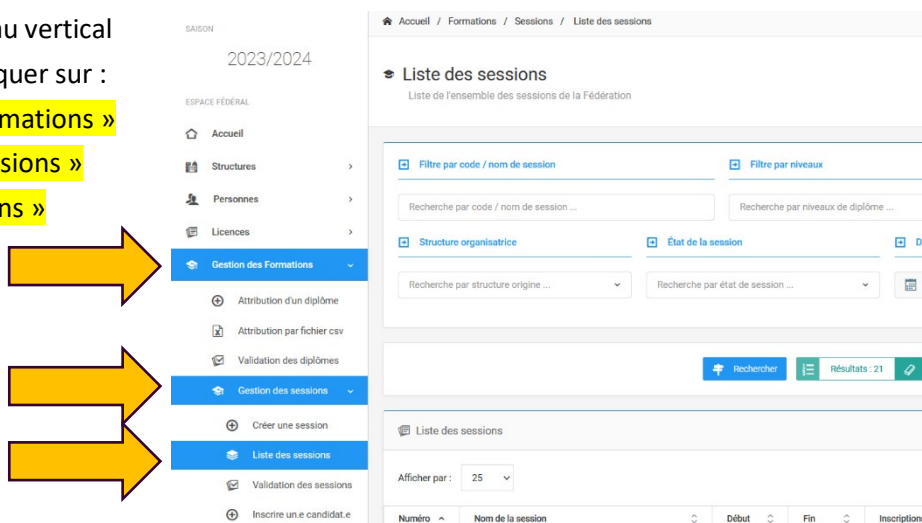 au vertical
quer sur :
rmations »
sions »
ns »
SAISON
2023/2024
ESPACE FÉDÉRAL
Accueil
Structures
Personnes
Licences
Gestion des Formations
Attribution d'un diplôme
Attribution par fichier csv
Validation des diplômes
Gestion des sessions
Créer une session
Liste des sessions
Validation des sessions
Inscrire un.e candidat.e
Accueil / Formations / Sessions / Liste des sessions
Liste des sessions
Liste de l'ensemble des sessions de la Fédération
Filtre par code / nom de session
Filtre par niveaux
Recherche par code / nom de session ...
Recherche par niveaux de diplôme ...
Structure organisatrice
État de la session
D
Recherche par structure origine ...
Recherche par état de session ...
Rechercher
Résultats : 21
Liste des sessions
Afficher par : 25
Numéro Nom de la session Début Fin Inscriptions